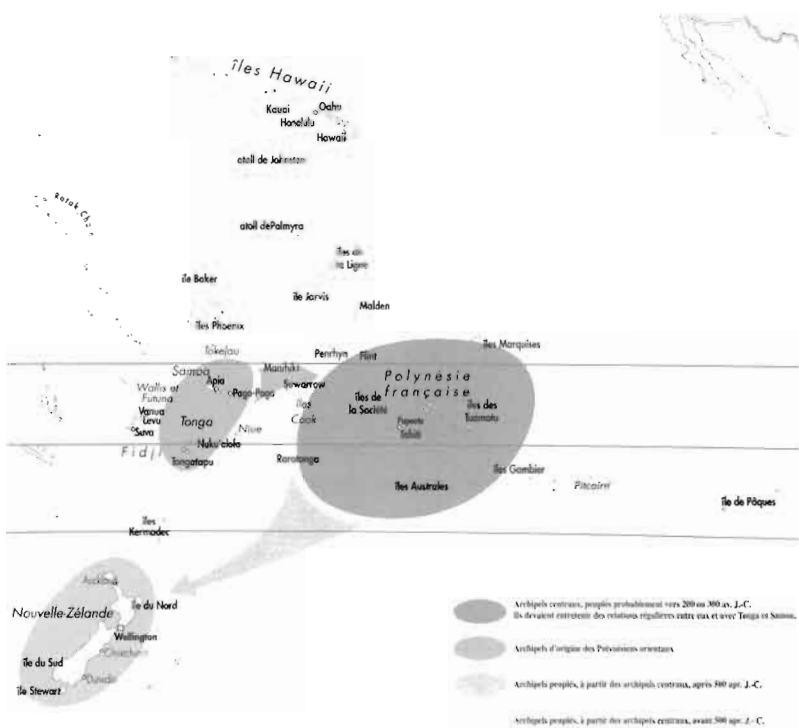 îles Hawaii
Kauai
Oahu
Honolulu
Hawaii
atoll de Johnston
Ratak Cha
atoll de Palmyra
îles de
la Ligne
île Baker
île Jarvis
Malden
îles Phoenix
Tokelau
Penrhyn
Flint
îles Marquises
Samoa
Manihiki
Apia
Pago-Pago
Suwarrow
Polynésie
française
Wallis et
Futuna
îles
Cook
îles de
la Société
îles des
Tuamotu
Vanua
Levu
Suva
Tonga
Niue
Papeete
Tahiti
Fidji
Nuku'alofa
Tongatapu
Rarotonga
îles Gambier
îles Australes
Pitcairn
île de Pâques
îles
Kermadec
Auckland
Nouvelle-Zélande
île du Nord
Wellington
île du Sud
Christchurch
île Stewart
Dunedin
Archipels centraux, peuplés probablement vers 200 ou 300 av. J.-C.
Ils devaient entretenir des relations régulières entre eux et avec Tonga et Samoa.
Archipels d'origine des Polynésiens orientaux
Archipels peuplés, à partir des archipels centraux, après 500 apr. J.-C.
Archipels peuplés, à partir des archipels centraux, avant 500 apr. J.-C.